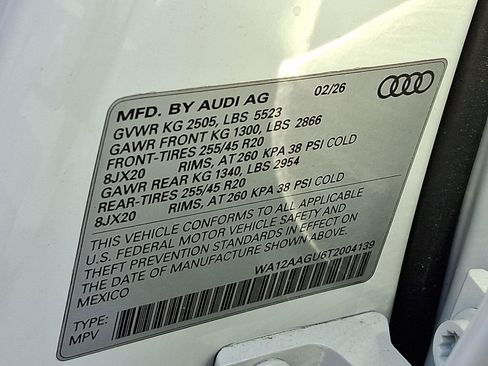 MFD. BY AUDI AG 02/26
GVWR KG 2505, LBS 5523
GAWR FRONT KG 1300, LBS 2866
FRONT-TIRES 255/45 R20
8JX20 RIMS, AT 260 KPA 38 PSI COLD
GAWR REAR KG 1340, LBS 2954
REAR-TIRES 255/45 R20
8JX20 RIMS, AT 260 KPA 38 PSI COLD
THIS VEHICLE CONFORMS TO ALL APPLICABLE
U.S. FEDERAL MOTOR VEHICLE SAFETY AND
THEFT PREVENTION STANDARDS IN EFFECT ON
THE DATE OF MANUFACTURE SHOWN ABOVE.
MEXICO WA12AAGU6T2004139
TYPE:
MPV